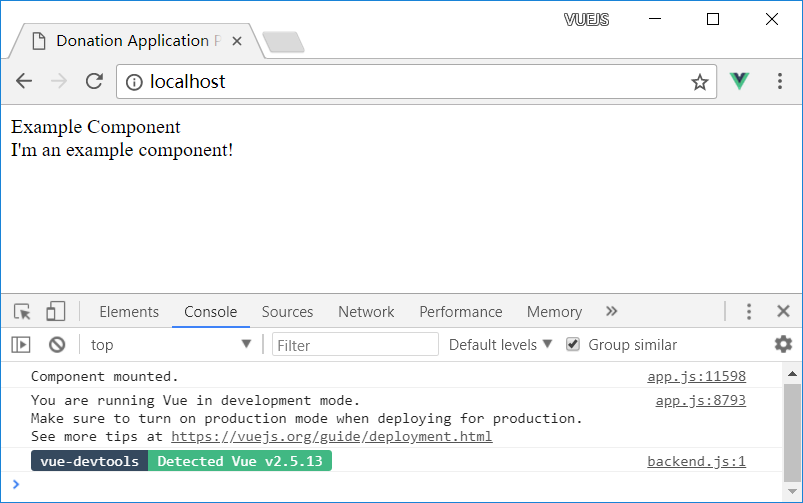 VUEJS
Donation Application P
localhost
Example Component
I'm an example component!
Elements Console Sources Network Performance Memory
top Filter Default levels Group similar
Component mounted. app.js:11598
You are running Vue in development mode. app.js:8793
Make sure to turn on production mode when deploying for production.
See more tips at https://vuejs.org/guide/deployment.html
vue-devtools Detected Vue v2.5.13 backend.js:1